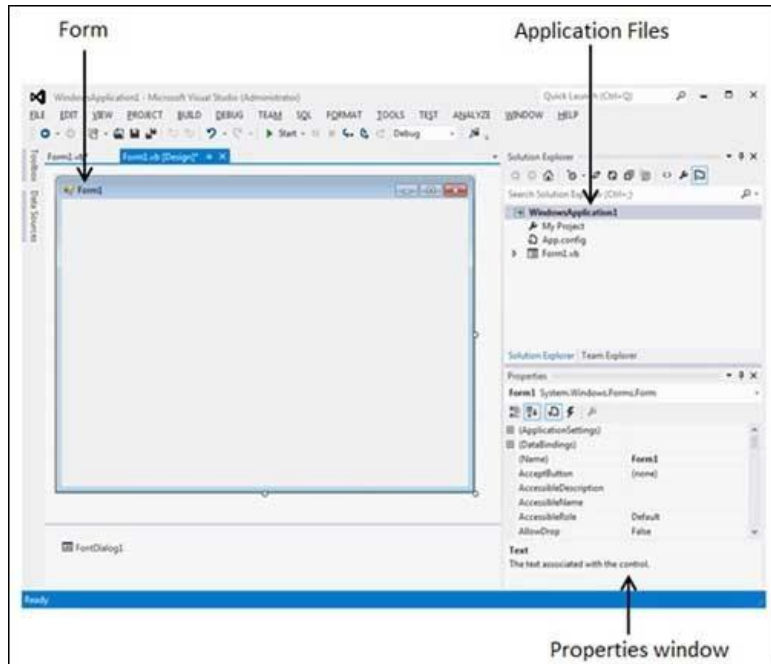 Form
Application Files
WindowsApplication1 - Microsoft Visual Studio (Administrator)
Quick Launch (Ctrl+Q)
FILE EDIT VIEW PROJECT BUILD DEBUG TEAM SQL FORMAT TOOLS TEST ANALYZE WINDOW HELP
Start
Debug
Toolbox
Data Sources
Form1.vb*
Form1.vb [Design]*
Form1
Solution Explorer
Search Solution Explorer (Ctrl+;)
WindowsApplication1
My Project
App.config
Form1.vb
Solution Explorer Team Explorer
Properties
Form1 System.Windows.Forms.Form
(ApplicationSettings)
(DataBindings)
(Name) Form1
AcceptButton (none)
AccessibleDescription
AccessibleName
AccessibleRole Default
AllowDrop False
Text
The text associated with the control.
FontDialog1
Ready
Properties window